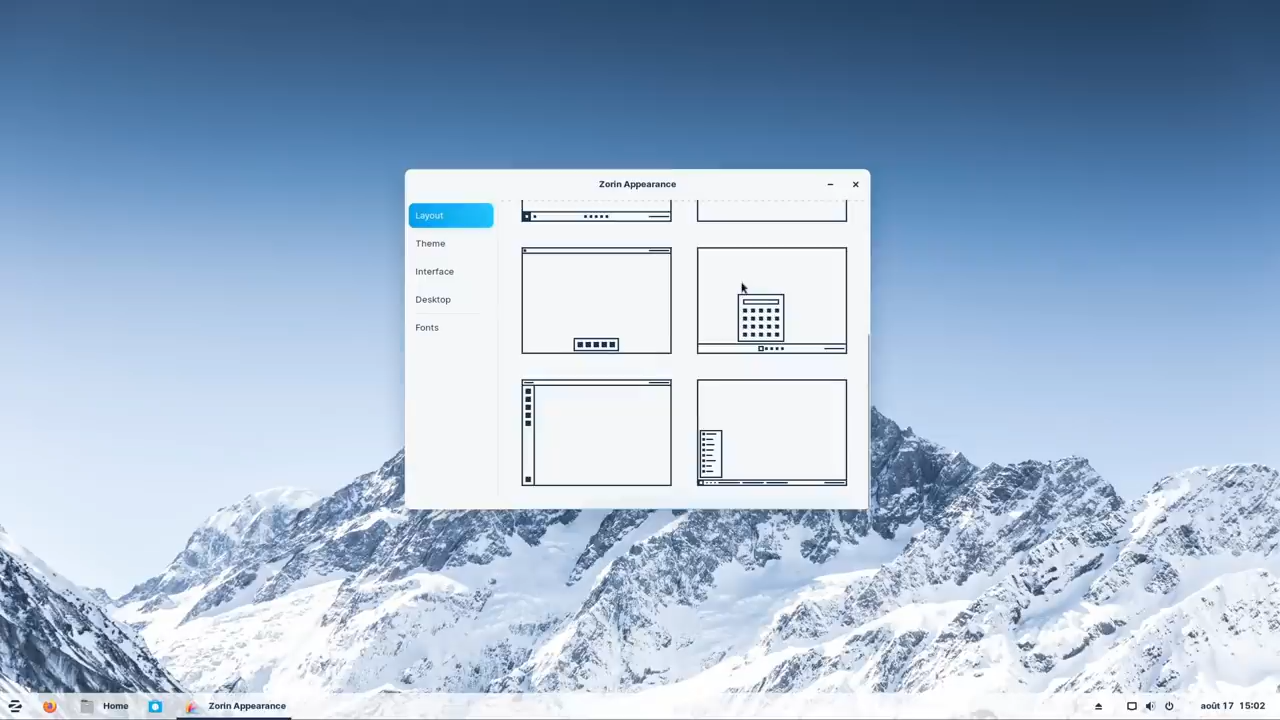 Zorin Appearance
Layout
Theme
Interface
Desktop
Fonts
Home
Zorin Appearance
août 17 15:02